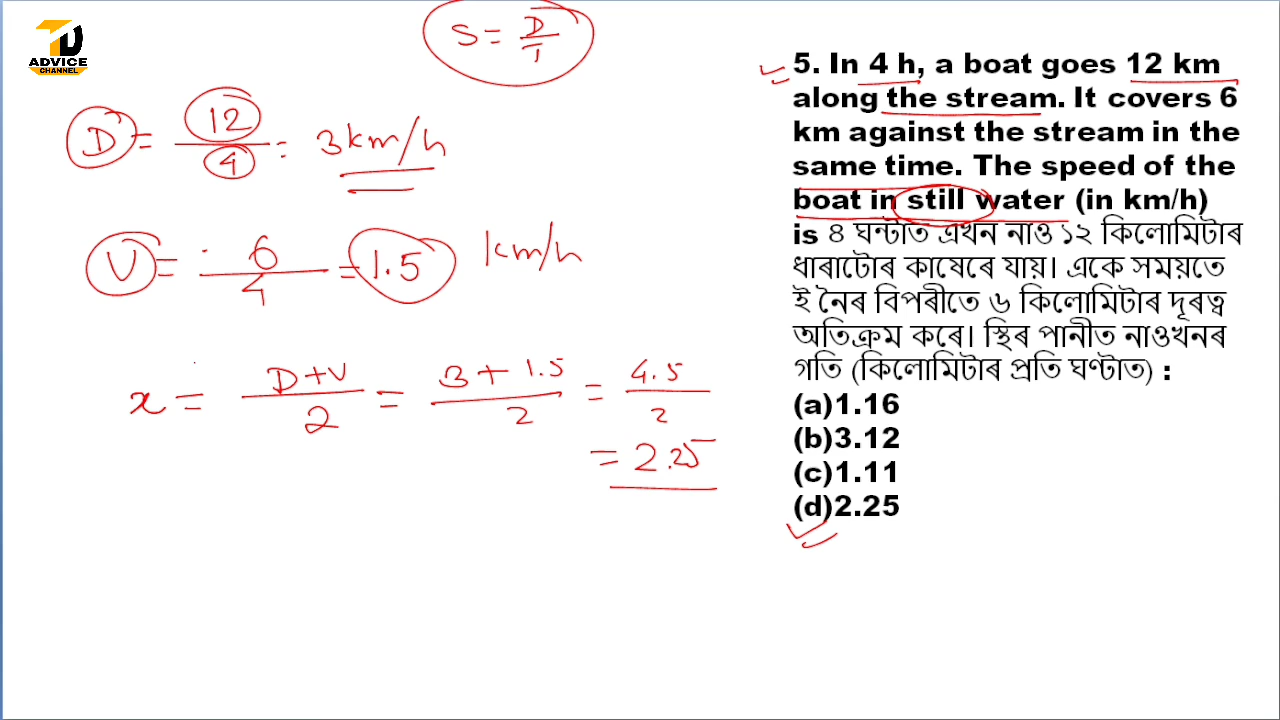 ADVICE
CHANNEL
S = D/T
D = 12/4 = 3km/h
V = 6/4 = 1.5 km/h
x = D+V/2 = 3+1.5/2 = 4.5/2
= 2.25
5. In 4 h, a boat goes 12 km
along the stream. It covers 6
km against the stream in the
same time. The speed of the
boat in still water (in km/h)
is ৪ ঘন্টাত এখন নাও ১২ কিলোমিটাৰ
ধাৰাটোৰ কাষেৰে যায়। একে সময়তে
ই নৈৰ বিপৰীতে ৬ কিলোমিটাৰ দূৰত্ব
অতিক্ৰম কৰে। স্থিৰ পানীত নাওখনৰ
গতি (কিলোমিটাৰ প্ৰতি ঘণ্টাত) :
(a)1.16
(b)3.12
(c)1.11
(d)2.25